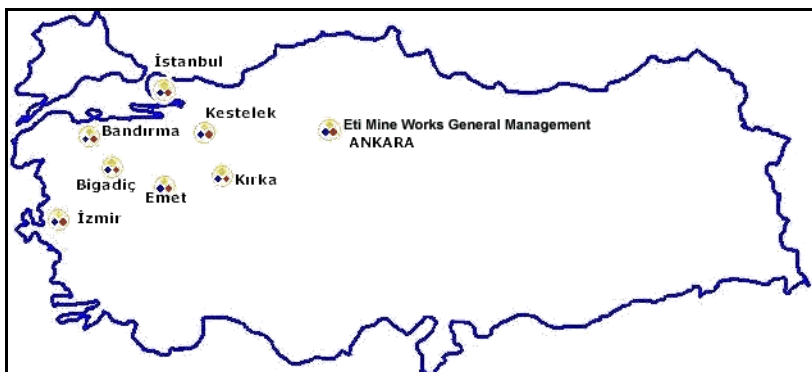 İstanbul
Kestelek
Eti Mine Works General Management
Bandırma
ANKARA
Bigadiç
Kırka
Emet
İzmir